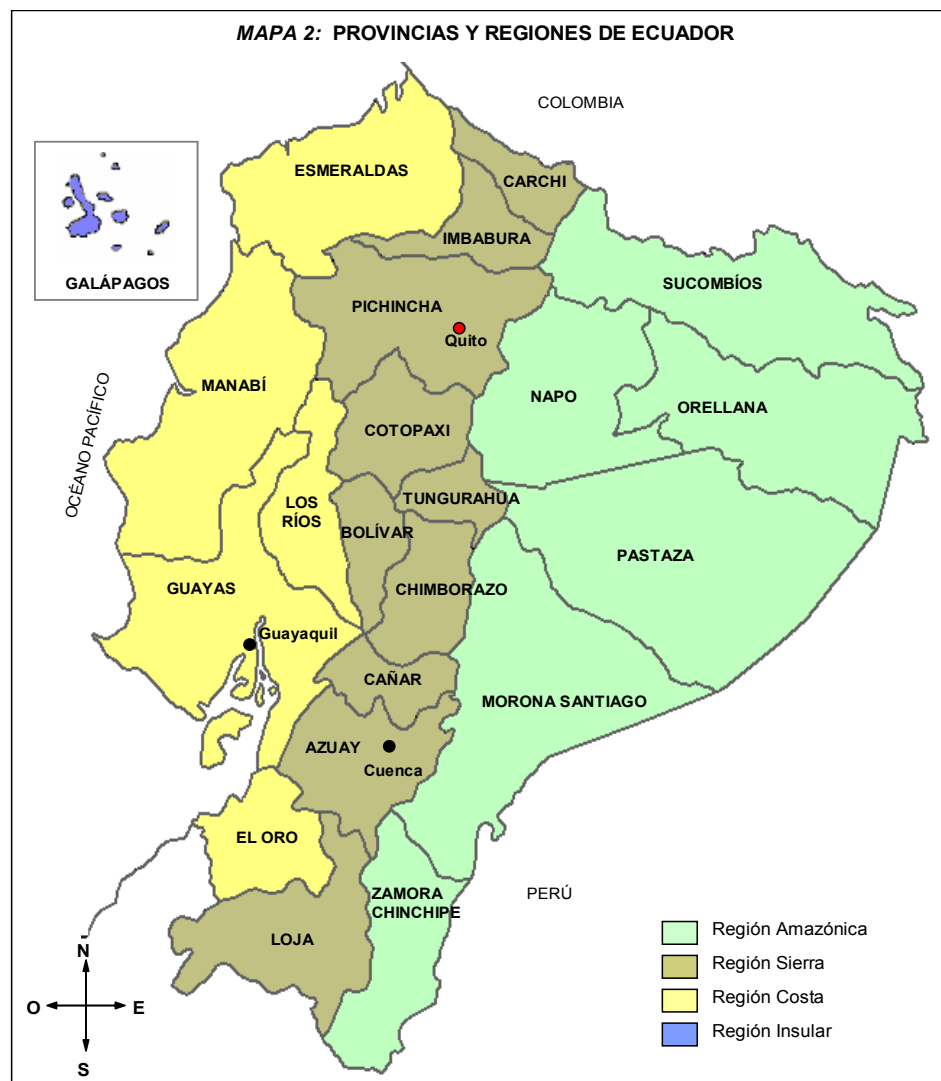 MAPA 2: PROVINCIAS Y REGIONES DE ECUADOR
COLOMBIA
ESMERALDAS
CARCHI
IMBABURA
GALÁPAGOS
SUCOMBÍOS
PICHINCHA
Quito
OCÉANO PACÍFICO
MANABÍ
NAPO
ORELLANA
COTOPAXI
TUNGURAHUA
LOS
RÍOS
BOLÍVAR
PASTAZA
GUAYAS
CHIMBORAZO
Guayaquil
CAÑAR
MORONA SANTIAGO
AZUAY
Cuenca
EL ORO
ZAMORA
CHINCHIPE
PERÚ
LOJA
Región Amazónica
Región Sierra
Región Costa
Región Insular
N
O
E
S